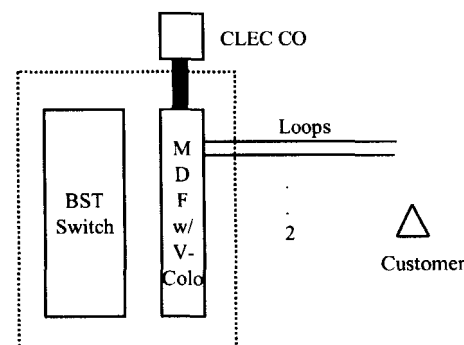 CLEC CO
Loops
M
D
F
w/
V-
Colo
BST
Switch
.
.
2
Customer